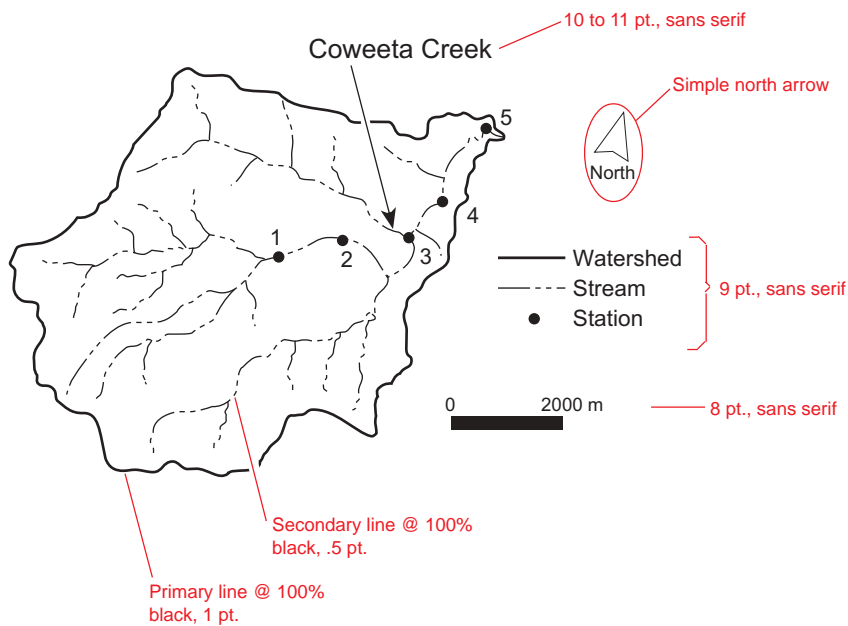 10 to 11 pt., sans serif
Coweeta Creek
Simple north arrow
5
North
4
1
2
3
Watershed
Stream
Station
9 pt., sans serif
0 2000 m
8 pt., sans serif
Secondary line @ 100%
black, .5 pt.
Primary line @ 100%
black, 1 pt.